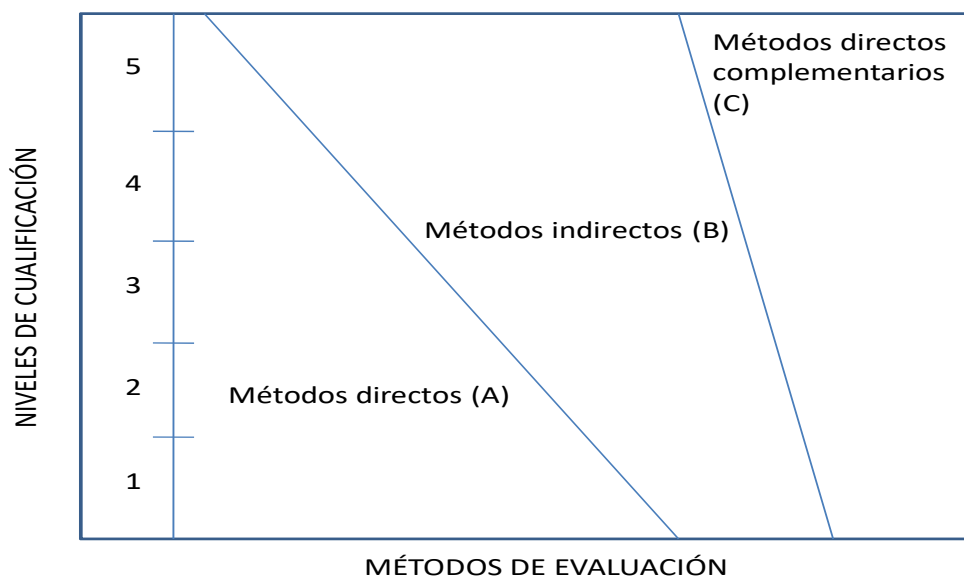 Métodos directos
complementarios
(C)
NIVELES DE CUALIFICACIÓN
5
4
Métodos indirectos (B)
3
2
Métodos directos (A)
1
MÉTODOS DE EVALUACIÓN